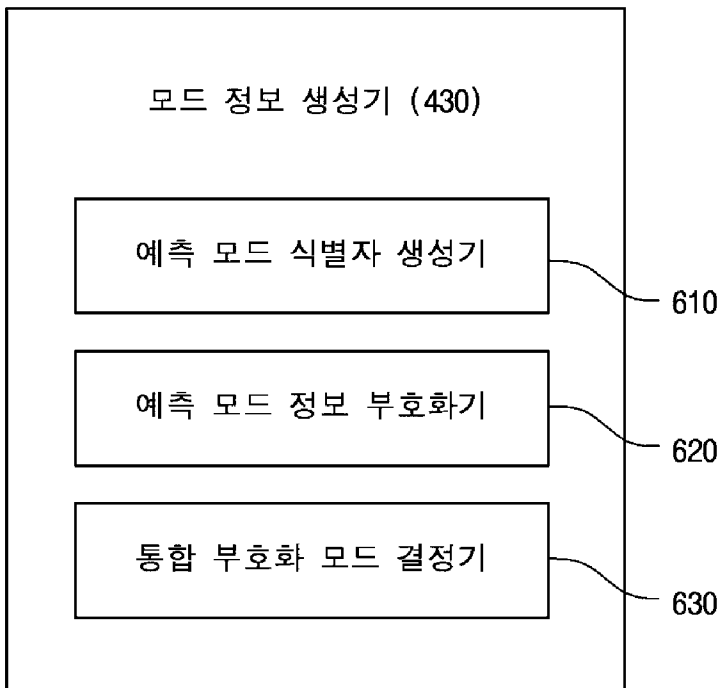 모드 정보 생성기 (430)
예측 모드 식별자 생성기
610
예측 모드 정보 부호화기
620
통합 부호화 모드 결정기
630